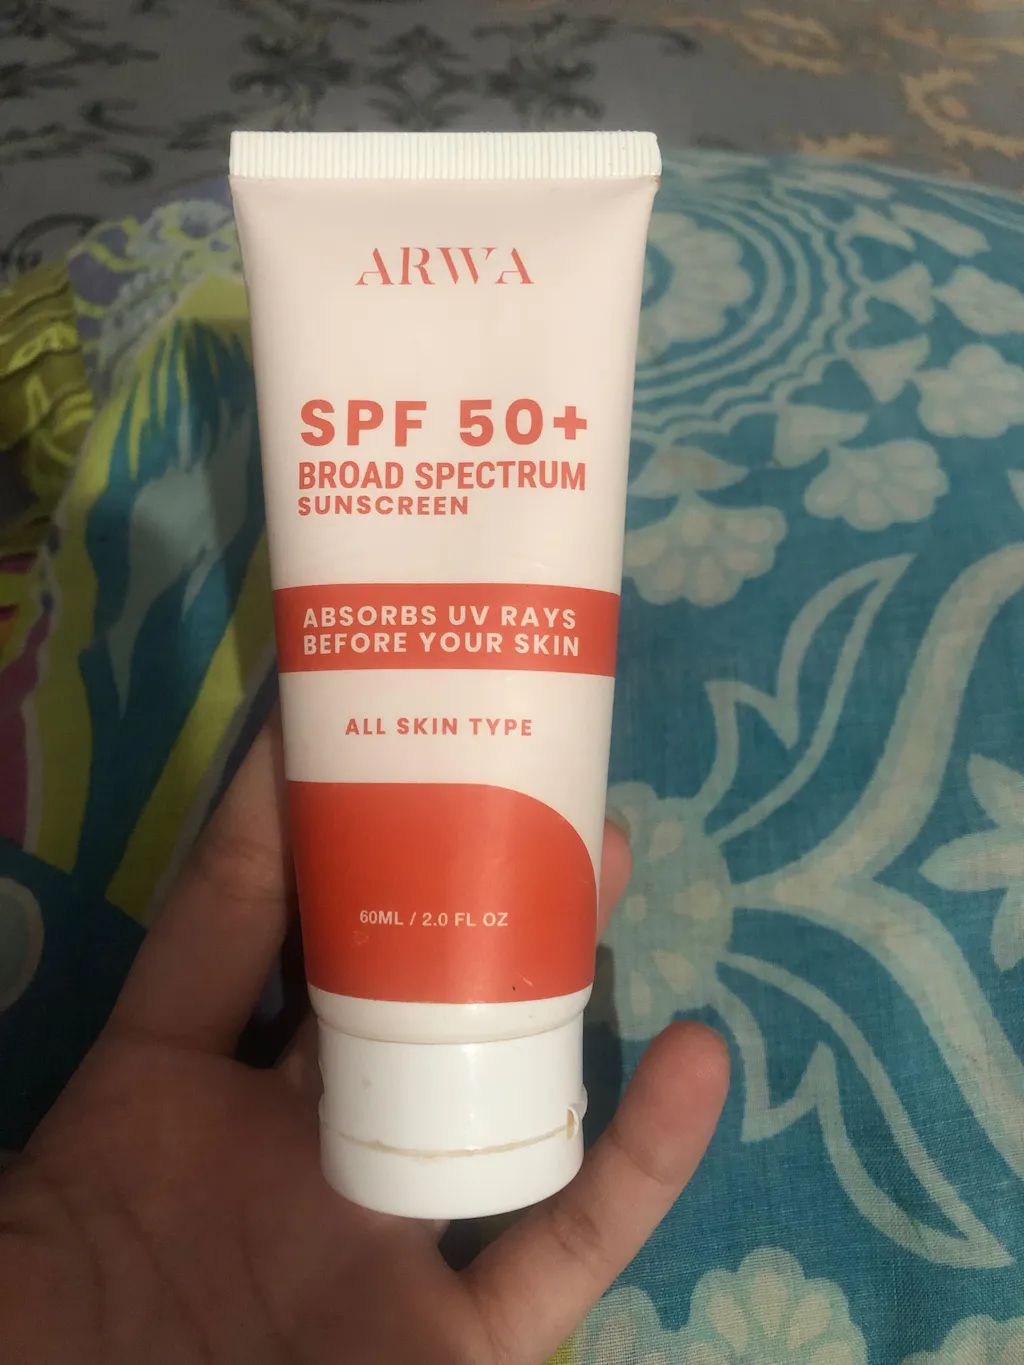 ARWA
SPF 50+
BROAD SPECTRUM
SUNSCREEN
ABSORBS UV RAYS
BEFORE YOUR SKIN
ALL SKIN TYPE
60ML / 2.0 FL OZ